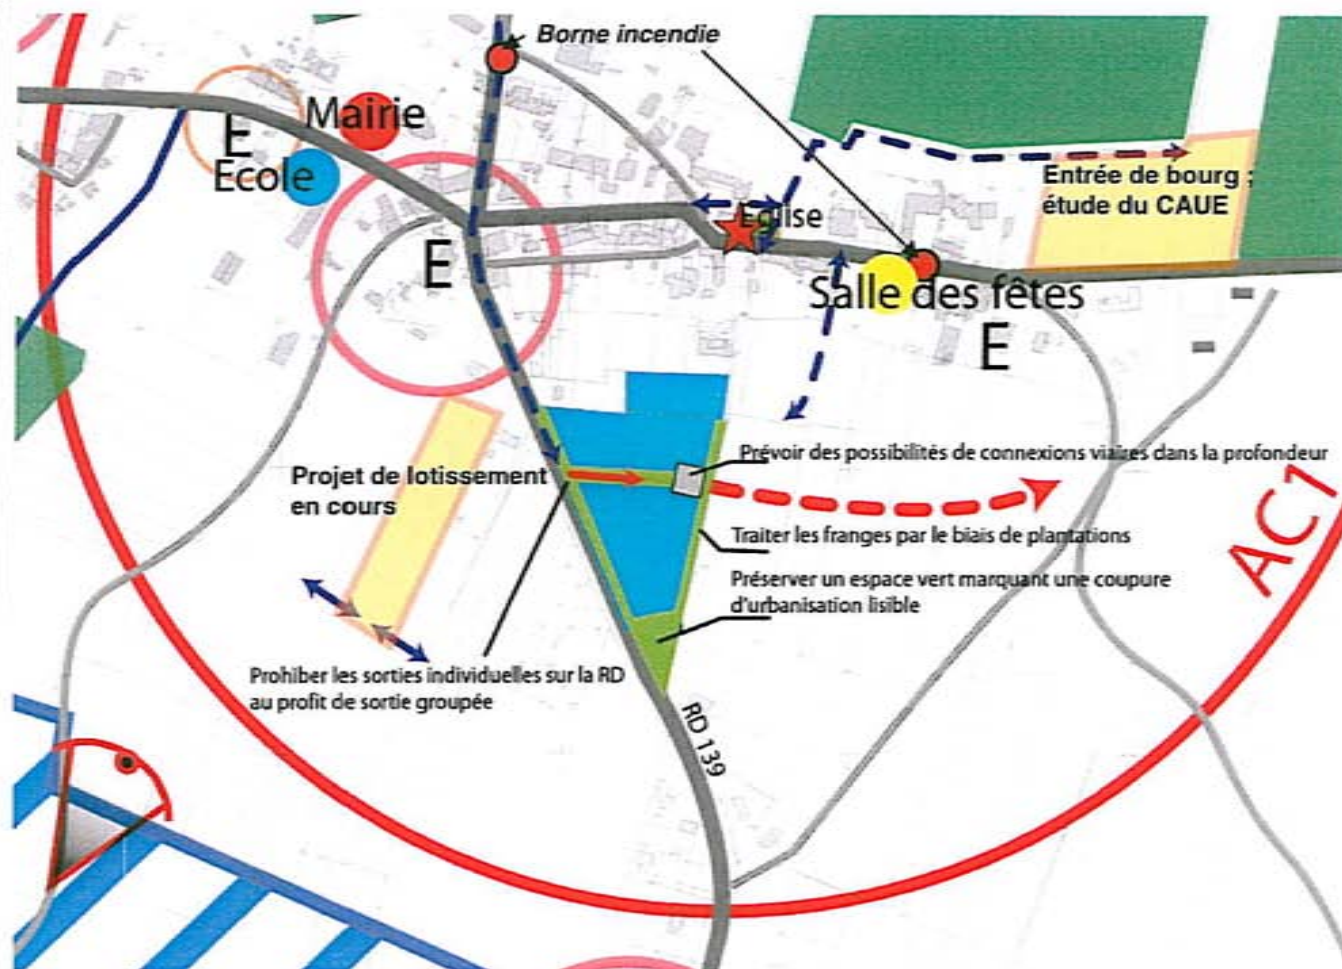 Borne incendie
Mairie
E
Ecole
Eglise
Entrée de bourg ;
étude du CAUE
E
Salle des fêtes
E
Projet de lotissement
en cours
Prévoir des possibilités de connexions viaires dans la profondeur
Traiter les franges par le biais de plantations
Préserver un espace vert marquant une coupure
d'urbanisation lisible
AC1
Prohiber les sorties individuelles sur la RD
au profit de sortie groupée
RD 139